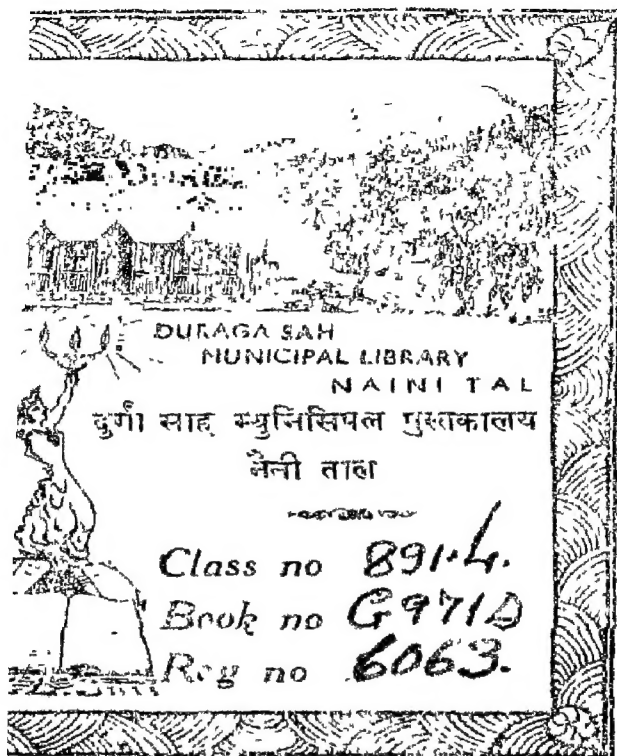 DURAGA SAH
MUNICIPAL LIBRARY
NAINI TAL
दुर्गा साह म्युनिसिपल पुस्तकालय
नैनी ताल
Class no 891.4.
Book no G971D
Reg no 6063.